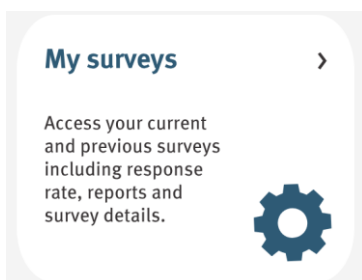 My surveys
Access your current
and previous surveys
including response
rate, reports and
survey details.